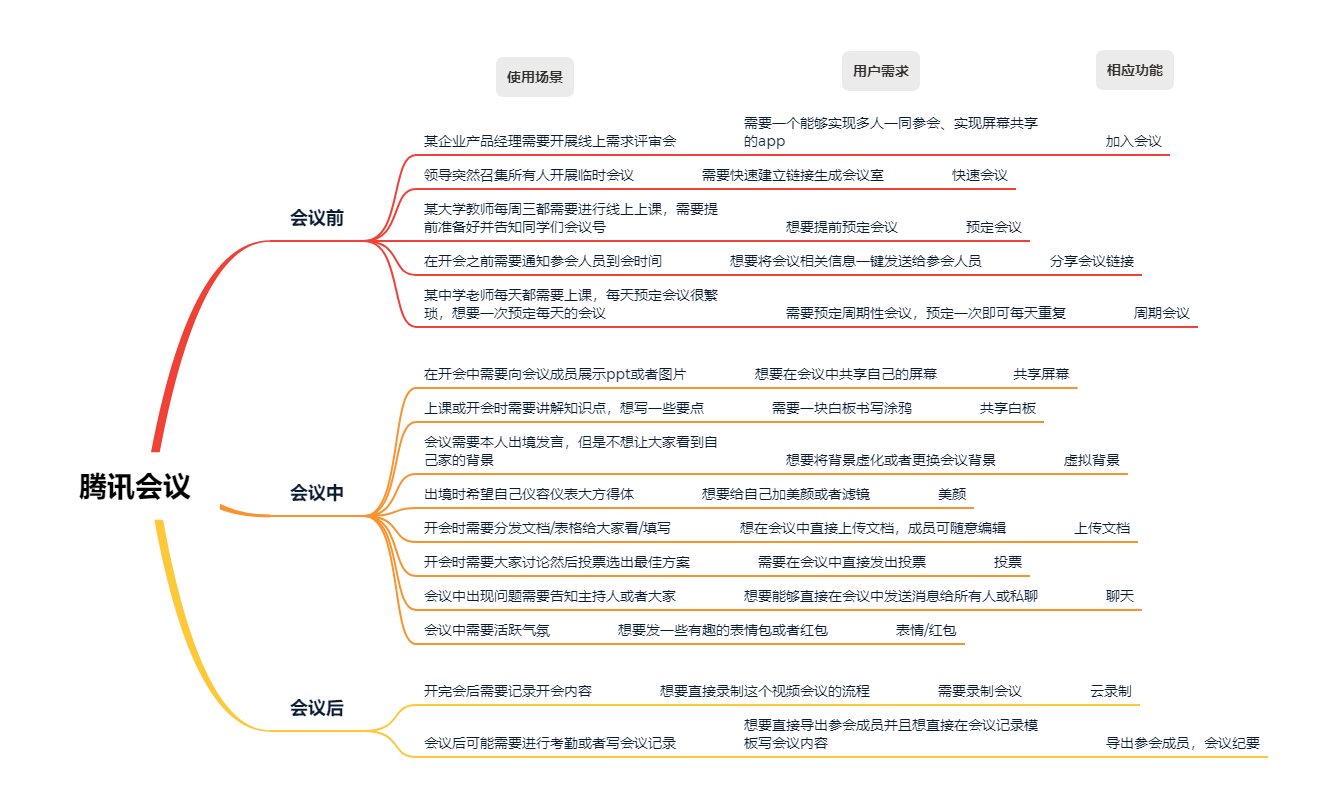 使用场景
用户需求
相应功能
腾讯会议
会议前
某企业产品经理需要开展线上需求评审会
需要一个能够实现多人一同参会、实现屏幕共享
的app
加入会议
领导突然召集所有人开展临时会议
需要快速建立链接生成会议室
快速会议
某大学教师每周三都需要进行线上上课，需要提
前准备好并告知同学们会议号
想要提前预定会议
预定会议
在开会之前需要通知参会人员到会时间
想要将会议相关信息一键发送给参会人员
分享会议链接
某中学老师每天都需要上课，每天预定会议很繁
琐，想要一次预定每天的会议
需要预定周期性会议，预定一次即可每天重复
周期会议
会议中
在开会中需要向会议成员展示ppt或者图片
想要在会议中共享自己的屏幕
共享屏幕
上课或开会时需要讲解知识点，想写一些要点
需要一块白板书写涂鸦
共享白板
会议需要本人出境发言，但是不想让大家看到自
己家的背景
想要将背景虚化或者更换会议背景
虚拟背景
出境时希望自己仪容仪表大方得体
想要给自己加美颜或者滤镜
美颜
开会时需要分发文档/表格给大家看/填写
想在会议中直接上传文档，成员可随意编辑
上传文档
开会时需要大家讨论然后投票选出最佳方案
需要在会议中直接发出投票
投票
会议中出现问题需要告知主持人或者大家
想要能够直接在会议中发送消息给所有人或私聊
聊天
会议中需要活跃气氛
想要发一些有趣的表情包或者红包
表情/红包
会议后
开完会后需要记录开会内容
想要直接录制这个视频会议的流程
需要录制会议
云录制
会议后可能需要进行考勤或者写会议记录
想要直接导出参会成员并且想直接在会议记录模
板写会议内容
导出参会成员，会议纪要